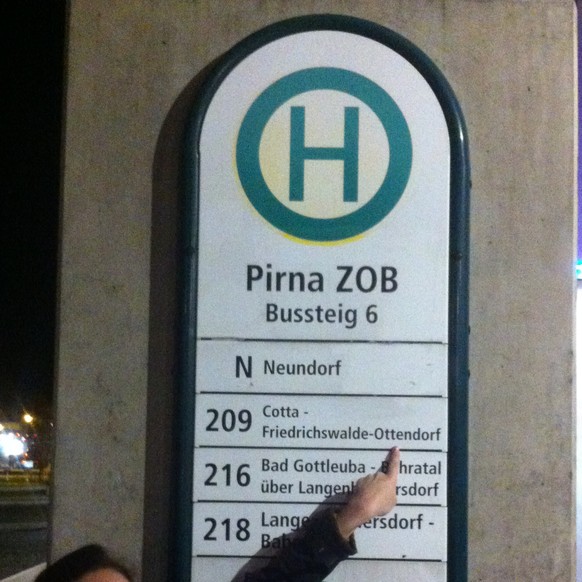 H
Pirna ZOB
Bussteig 6
N Neundorf
209 Cotta -
Friedrichswalde-Ottendorf
216 Bad Gottleuba -
über
218